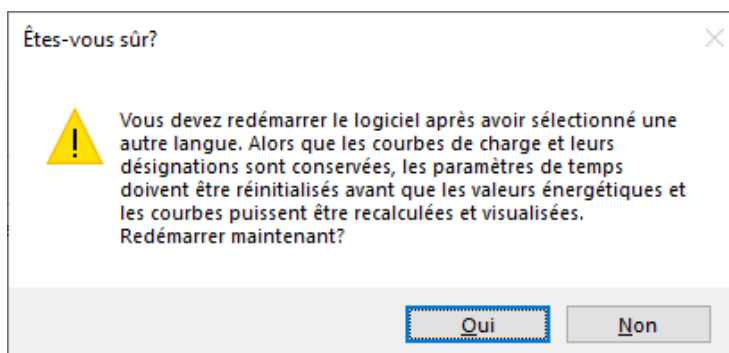 Êtes-vous sûr?
Vous devez redémarrer le logiciel après avoir sélectionné une
autre langue. Alors que les courbes de charge et leurs
désignations sont conservées, les paramètres de temps
doivent être réinitialisés avant que les valeurs énergétiques et
les courbes puissent être recalculées et visualisées.
Redémarrer maintenant?
Oui
Non